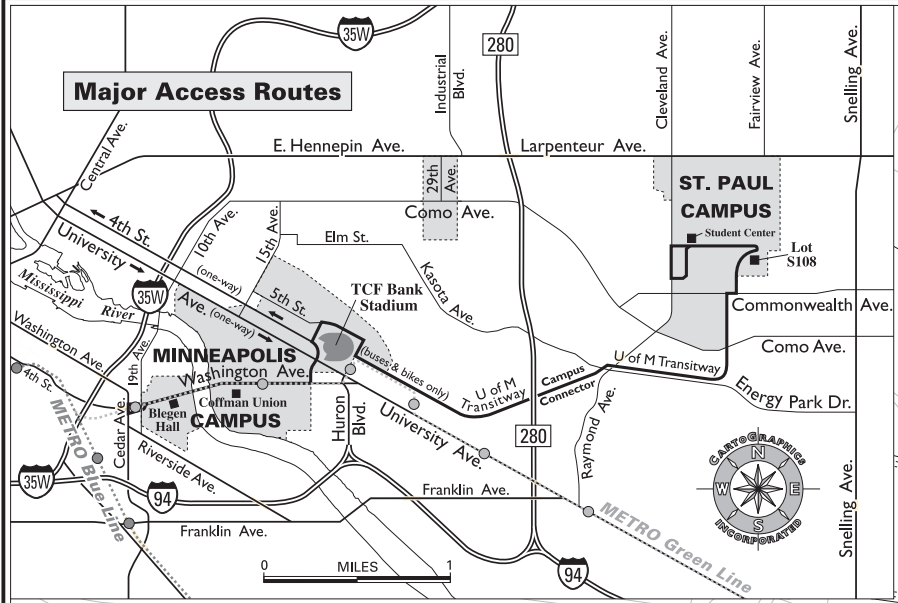 Major Access Routes
35W
280
Industrial
Blvd.
Cleveland Ave.
Fairview Ave.
Snelling Ave.
Central Ave.
E. Hennepin Ave.
Larpenteur Ave.
29th
Ave.
ST. PAUL
CAMPUS
Student Center
Lot
S108
Como Ave.
4th St.
University
Ave.
(one-way)
10th Ave.
(one-way)
15th Ave.
Elm St.
Kasota Ave.
5th St.
TCF Bank
Stadium
(buses & bikes only)
Mississippi
River
35W
Commonwealth Ave.
Como Ave.
Washington Ave.
4th St.
19th Ave.
MINNEAPOLIS
Washington Ave.
Coffman Union
CAMPUS
Blegen
Hall
U of M
Transitway
Campus
Connector
U of M Transitway
Energy Park Dr.
Raymond Ave.
METRO Blue Line
Cedar Ave.
Riverside Ave.
Huron
Blvd.
University Ave.
280
35W
94
Franklin Ave.
Franklin Ave.
METRO Green Line
94
Snelling Ave.
CARTOGRAPHICS
N
W
E
S
INCORPORATED
0 MILES 1